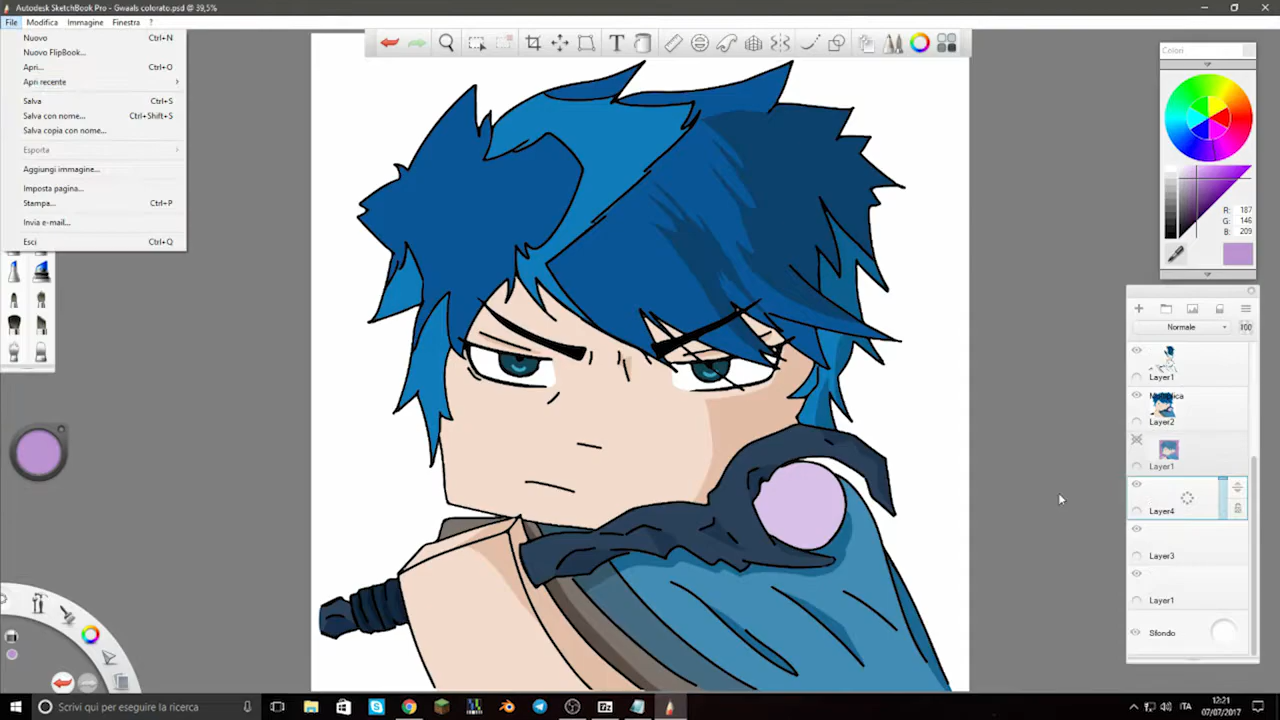 Autodesk SketchBook Pro - Gwaals colorato.psd @ 39,5%
File Modifica Immagine Finestra ?
Nuovo Ctrl+N
Nuovo FlipBook...
Apri... Ctrl+O
Apri recente
Salva Ctrl+S
Salva con nome... Ctrl+Shift+S
Salva copia con nome...
Esporta
Aggiungi immagine...
Imposta pagina...
Stampa... Ctrl+P
Invia e-mail...
Esci Ctrl+Q
Colori
R: 187
G: 146
B: 209
Normale 100
Layer1
Layer2
Layer1
Layer4
Layer3
Layer1
Sfondo
Scrivi qui per eseguire la ricerca
ITA
12:21
07/07/2017